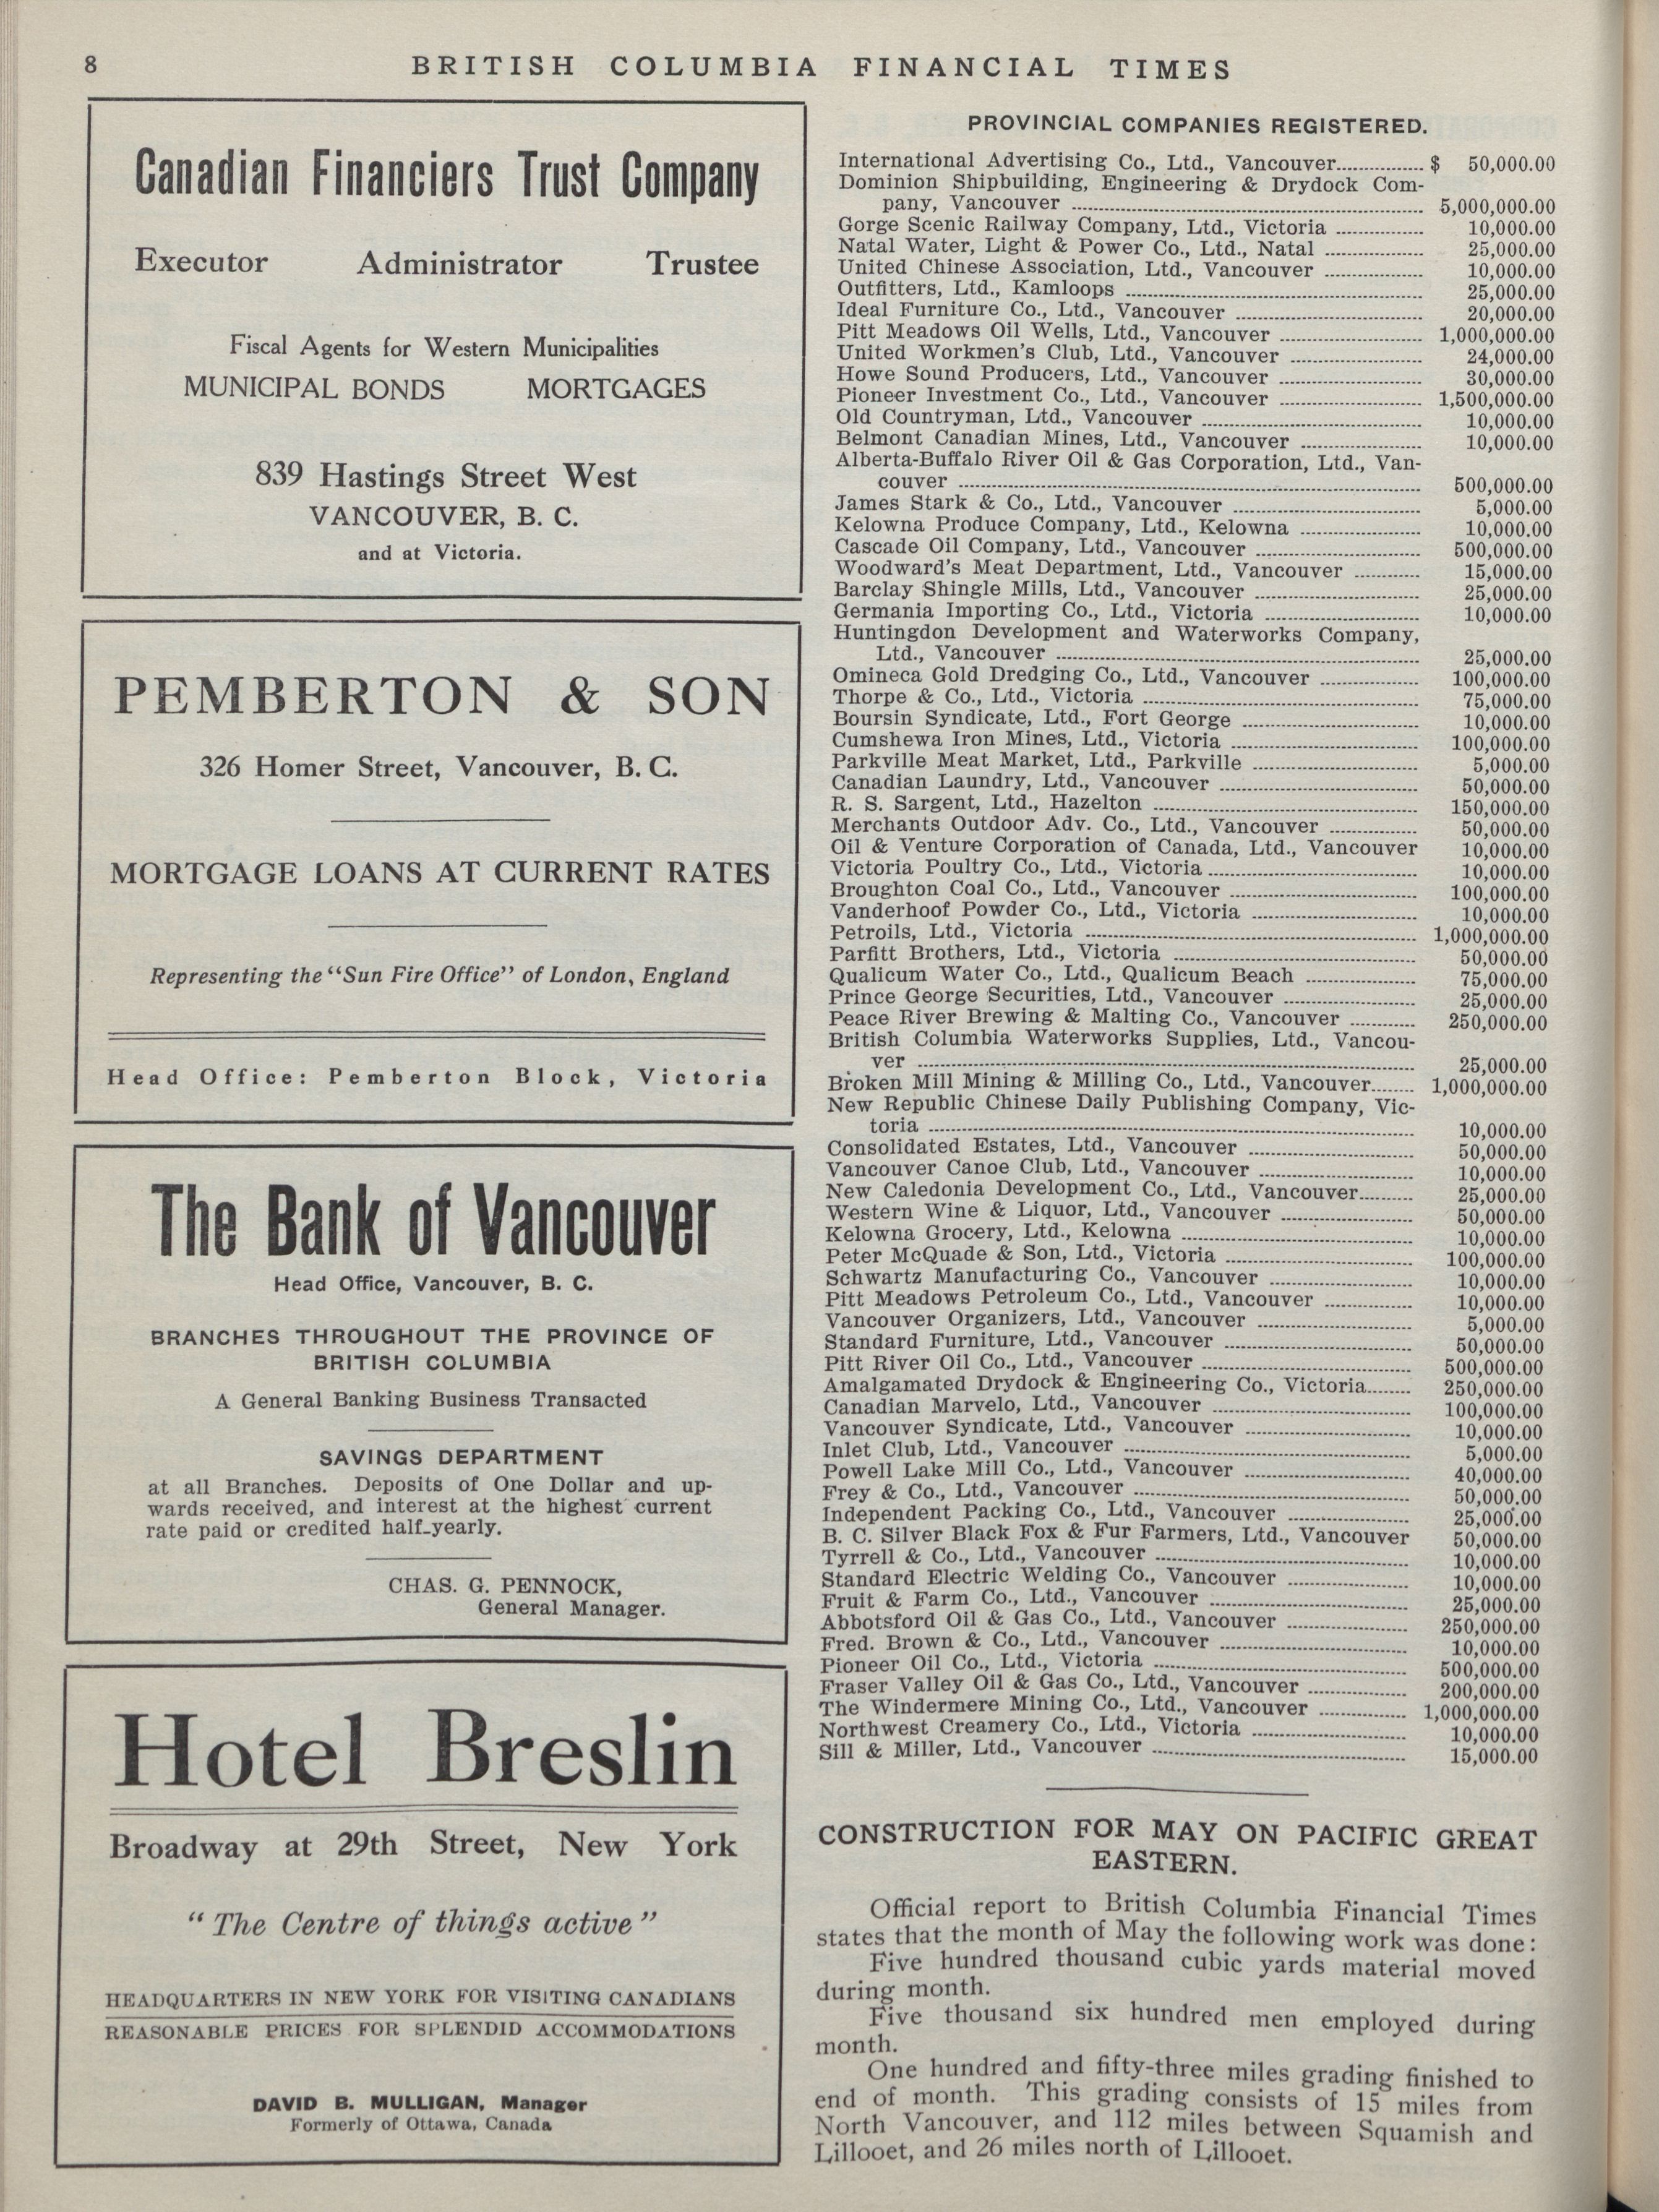 8
BRITISH COLUMBIA FINANCIAL TIMES
Canadian Financiers Trust Company
Executor Administrator Trustee
Fiscal Agents for Western Municipalities
MUNICIPAL BONDS MORTGAGES
839 Hastings Street West
VANCOUVER, B. C.
and at Victoria.
PEMBERTON & SON
326 Homer Street, Vancouver, B. C.
MORTGAGE LOANS AT CURRENT RATES
Representing the "Sun Fire Office" of London, England
Head Office: Pemberton Block, Victoria
The Bank of Vancouver
Head Office, Vancouver, B. C.
BRANCHES THROUGHOUT THE PROVINCE OF
BRITISH COLUMBIA
A General Banking Business Transacted
SAVINGS DEPARTMENT
at all Branches. Deposits of One Dollar and up-
wards received, and interest at the highest current
rate paid or credited half-yearly.
CHAS. G. PENNOCK,
General Manager.
Hotel Breslin
Broadway at 29th Street, New York
"The Centre of things active"
HEADQUARTERS IN NEW YORK FOR VISITING CANADIANS
REASONABLE PRICES FOR SPLENDID ACCOMMODATIONS
DAVID B. MULLIGAN, Manager
Formerly of Ottawa, Canada
PROVINCIAL COMPANIES REGISTERED.
International Advertising Co., Ltd., Vancouver............... $ 50,000.00
Dominion Shipbuilding, Engineering & Drydock Com-
pany, Vancouver ............... 5,000,000.00
Gorge Scenic Railway Company, Ltd., Victoria ............... 10,000.00
Natal Water, Light & Power Co., Ltd., Natal ............... 25,000.00
United Chinese Association, Ltd., Vancouver ............... 10,000.00
Outfitters, Ltd., Kamloops ............... 25,000.00
Ideal Furniture Co., Ltd., Vancouver ............... 20,000.00
Pitt Meadows Oil Wells, Ltd., Vancouver ............... 1,000,000.00
United Workmen's Club, Ltd., Vancouver ............... 24,000.00
Howe Sound Producers, Ltd., Vancouver ............... 30,000.00
Pioneer Investment Co., Ltd., Vancouver ............... 1,500,000.00
Old Countryman, Ltd., Vancouver ............... 10,000.00
Belmont Canadian Mines, Ltd., Vancouver ............... 10,000.00
Alberta-Buffalo River Oil & Gas Corporation, Ltd., Van-
couver ............... 500,000.00
James Stark & Co., Ltd., Vancouver ............... 5,000.00
Kelowna Produce Company, Ltd., Kelowna ............... 10,000.00
Cascade Oil Company, Ltd., Vancouver ............... 500,000.00
Woodward's Meat Department, Ltd., Vancouver ............... 15,000.00
Barclay Shingle Mills, Ltd., Vancouver ............... 25,000.00
Germania Importing Co., Ltd., Victoria ............... 10,000.00
Huntingdon Development and Waterworks Company,
Ltd., Vancouver ............... 25,000.00
Omineca Gold Dredging Co., Ltd., Vancouver ............... 100,000.00
Thorpe & Co., Ltd., Victoria ............... 75,000.00
Boursin Syndicate, Ltd., Fort George ............... 10,000.00
Cumshewa Iron Mines, Ltd., Victoria ............... 100,000.00
Parkville Meat Market, Ltd., Parkville ............... 5,000.00
Canadian Laundry, Ltd., Vancouver ............... 50,000.00
R. S. Sargent, Ltd., Hazelton ............... 150,000.00
Merchants Outdoor Adv. Co., Ltd., Vancouver ............... 50,000.00
Oil & Venture Corporation of Canada, Ltd., Vancouver 10,000.00
Victoria Poultry Co., Ltd., Victoria ............... 10,000.00
Broughton Coal Co., Ltd., Vancouver ............... 100,000.00
Vanderhoof Powder Co., Ltd., Victoria ............... 10,000.00
Petroils, Ltd., Victoria ............... 1,000,000.00
Parfitt Brothers, Ltd., Victoria ............... 50,000.00
Qualicum Water Co., Ltd., Qualicum Beach ............... 75,000.00
Prince George Securities, Ltd., Vancouver ............... 25,000.00
Peace River Brewing & Malting Co., Vancouver ............... 250,000.00
British Columbia Waterworks Supplies, Ltd., Vancou-
ver ............... 25,000.00
Broken Mill Mining & Milling Co., Ltd., Vancouver........ 1,000,000.00
New Republic Chinese Daily Publishing Company, Vic-
toria ............... 10,000.00
Consolidated Estates, Ltd., Vancouver ............... 50,000.00
Vancouver Canoe Club, Ltd., Vancouver ............... 10,000.00
New Caledonia Development Co., Ltd., Vancouver.......... 25,000.00
Western Wine & Liquor, Ltd., Vancouver ............... 50,000.00
Kelowna Grocery, Ltd., Kelowna ............... 10,000.00
Peter McQuade & Son, Ltd., Victoria ............... 100,000.00
Schwartz Manufacturing Co., Vancouver ............... 10,000.00
Pitt Meadows Petroleum Co., Ltd., Vancouver ............... 10,000.00
Vancouver Organizers, Ltd., Vancouver ............... 5,000.00
Standard Furniture, Ltd., Vancouver ............... 50,000.00
Pitt River Oil Co., Ltd., Vancouver ............... 500,000.00
Amalgamated Drydock & Engineering Co., Victoria........ 250,000.00
Canadian Marvelo, Ltd., Vancouver ............... 100,000.00
Vancouver Syndicate, Ltd., Vancouver ............... 10,000.00
Inlet Club, Ltd., Vancouver ............... 5,000.00
Powell Lake Mill Co., Ltd., Vancouver ............... 40,000.00
Frey & Co., Ltd., Vancouver ............... 50,000.00
Independent Packing Co., Ltd., Vancouver ............... 25,000.00
B. C. Silver Black Fox & Fur Farmers, Ltd., Vancouver 50,000.00
Tyrrell & Co., Ltd., Vancouver ............... 10,000.00
Standard Electric Welding Co., Vancouver ............... 10,000.00
Fruit & Farm Co., Ltd., Vancouver ............... 25,000.00
Abbotsford Oil & Gas Co., Ltd., Vancouver ............... 250,000.00
Fred. Brown & Co., Ltd., Vancouver ............... 10,000.00
Pioneer Oil Co., Ltd., Victoria ............... 500,000.00
Fraser Valley Oil & Gas Co., Ltd., Vancouver ............... 200,000.00
The Windermere Mining Co., Ltd., Vancouver ............... 1,000,000.00
Northwest Creamery Co., Ltd., Victoria ............... 10,000.00
Sill & Miller, Ltd., Vancouver ............... 15,000.00
CONSTRUCTION FOR MAY ON PACIFIC GREAT
EASTERN.
Official report to British Columbia Financial Times
states that the month of May the following work was done:
Five hundred thousand cubic yards material moved
during month.
Five thousand six hundred men employed during
month.
One hundred and fifty-three miles grading finished to
end of month. This grading consists of 15 miles from
North Vancouver, and 112 miles between Squamish and
Lillooet, and 26 miles north of Lillooet.